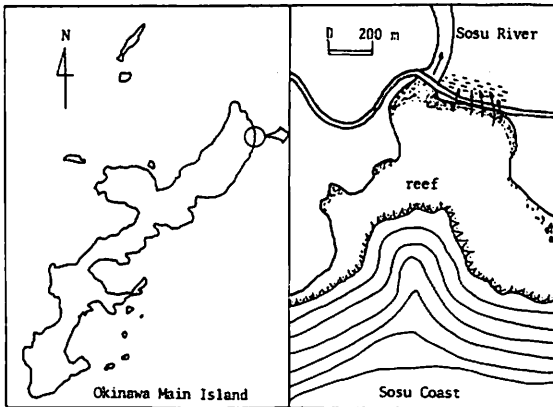 N
Okinawa Main Island
0 200 m
Sosu River
reef
Sosu Coast